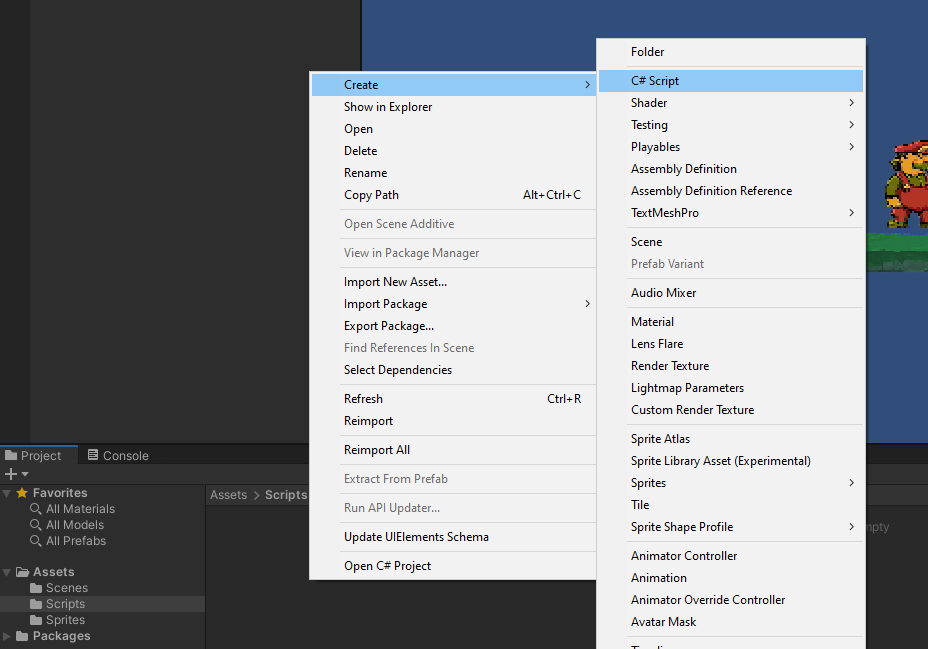 Create
Show in Explorer
Open
Delete
Rename
Copy Path Alt+Ctrl+C
Open Scene Additive
View in Package Manager
Import New Asset...
Import Package
Export Package...
Find References In Scene
Select Dependencies
Refresh Ctrl+R
Reimport
Reimport All
Extract From Prefab
Run API Updater...
Update UIElements Schema
Open C# Project
Folder
C# Script
Shader
Testing
Playables
Assembly Definition
Assembly Definition Reference
TextMeshPro
Scene
Prefab Variant
Audio Mixer
Material
Lens Flare
Render Texture
Lightmap Parameters
Custom Render Texture
Sprite Atlas
Sprite Library Asset (Experimental)
Sprites
Tile
Sprite Shape Profile
Animator Controller
Animation
Animator Override Controller
Avatar Mask
Project Console
Favorites
All Materials
All Models
All Prefabs
Assets
Scenes
Scripts
Sprites
Packages
Assets > Scripts